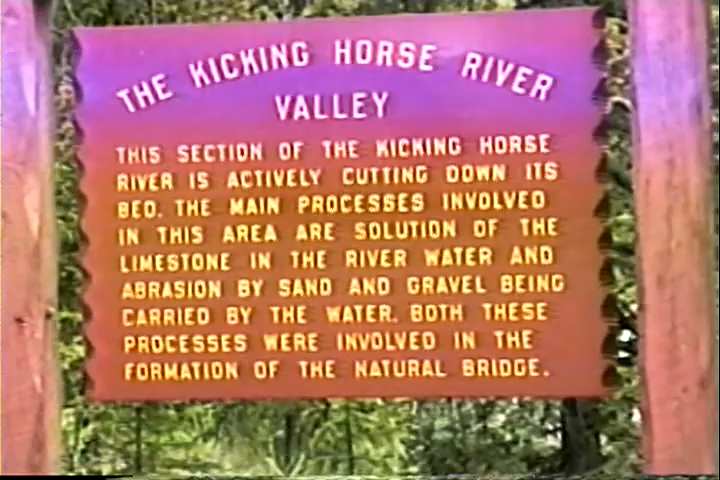 THE KICKING HORSE RIVER
VALLEY
THIS SECTION OF THE KICKING HORSE
RIVER IS ACTIVELY CUTTING DOWN ITS
BED. THE MAIN PROCESSES INVOLVED
IN THIS AREA ARE SOLUTION OF THE
LIMESTONE IN THE RIVER WATER AND
ABRASION BY SAND AND GRAVEL BEING
CARRIED BY THE WATER. BOTH THESE
PROCESSES WERE INVOLVED IN THE
FORMATION OF THE NATURAL BRIDGE.